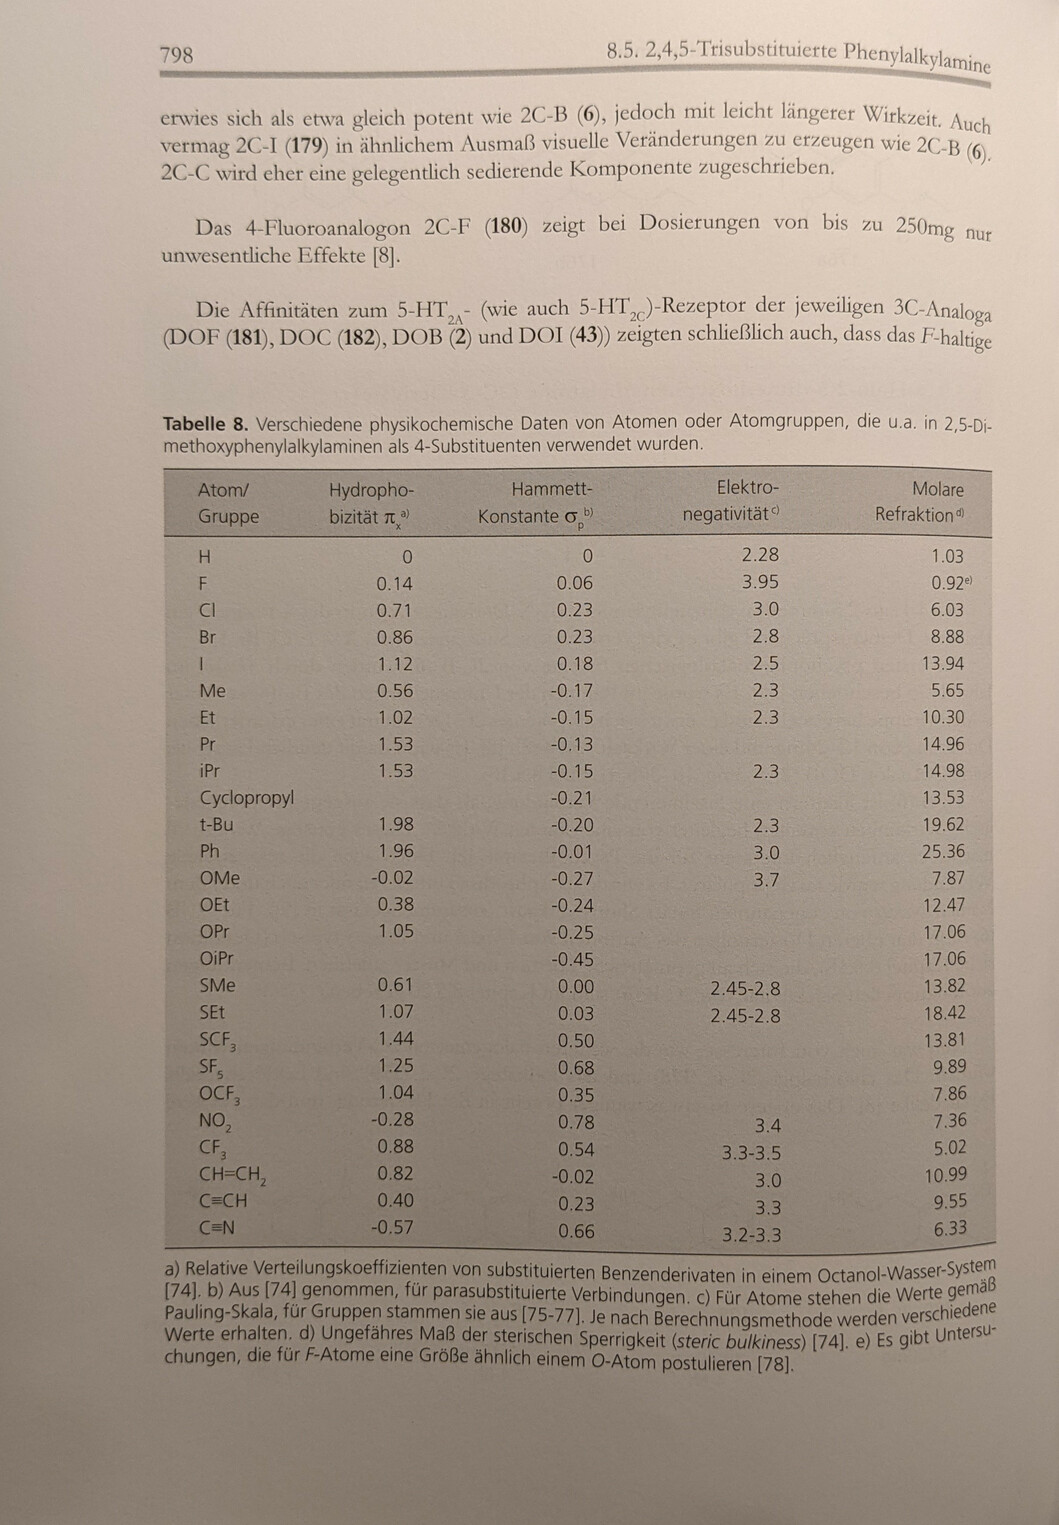 798 8.5. 2,4,5-Trisubstituierte Phenylalkylamine
erwies sich als etwa gleich potent wie 2C-B (6), jedoch mit leicht längerer Wirkzeit. Auch
vermag 2C-I (179) in ähnlichem Ausmaß visuelle Veränderungen zu erzeugen wie 2C-B (6).
2C-C wird eher eine gelegentlich sedierende Komponente zugeschrieben.
Das 4-Fluoroanalogon 2C-F (180) zeigt bei Dosierungen von bis zu 250mg nur
unwesentliche Effekte [8].
Die Affinitäten zum 5-HT2A- (wie auch 5-HT2C)-Rezeptor der jeweiligen 3C-Analoga
(DOF (181), DOC (182), DOB (2) und DOI (43)) zeigten schließlich auch, dass das F-haltige
Tabelle 8. Verschiedene physikochemische Daten von Atomen oder Atomgruppen, die u.a. in 2,5-Di-
methoxyphenylalkylaminen als 4-Substituenten verwendet wurden.
Atom/ Hydropho- Hammett- Elektro- Molare
Gruppe bizität πx a) Konstante σp b) negativität c) Refraktion d)
H 0 0 2.28 1.03
F 0.14 0.06 3.95 0.92 e)
Cl 0.71 0.23 3.0 6.03
Br 0.86 0.23 2.8 8.88
I 1.12 0.18 2.5 13.94
Me 0.56 -0.17 2.3 5.65
Et 1.02 -0.15 2.3 10.30
Pr 1.53 -0.13 14.96
iPr 1.53 -0.15 2.3 14.98
Cyclopropyl -0.21 13.53
t-Bu 1.98 -0.20 2.3 19.62
Ph 1.96 -0.01 3.0 25.36
OMe -0.02 -0.27 3.7 7.87
OEt 0.38 -0.24 12.47
OPr 1.05 -0.25 17.06
OiPr -0.45 17.06
SMe 0.61 0.00 2.45-2.8 13.82
SEt 1.07 0.03 2.45-2.8 18.42
SCF3 1.44 0.50 13.81
SF5 1.25 0.68 9.89
OCF3 1.04 0.35 7.86
NO2 -0.28 0.78 3.4 7.36
CF3 0.88 0.54 3.3-3.5 5.02
CH=CH2 0.82 -0.02 3.0 10.99
C≡CH 0.40 0.23 3.3 9.55
C≡N -0.57 0.66 3.2-3.3 6.33
a) Relative Verteilungskoeffizienten von substituierten Benzenderivaten in einem Octanol-Wasser-System
[74]. b) Aus [74] genommen, für parasubstituierte Verbindungen. c) Für Atome stehen die Werte gemäß
Pauling-Skala, für Gruppen stammen sie aus [75-77]. Je nach Berechnungsmethode werden verschiedene
Werte erhalten. d) Ungefähres Maß der sterischen Sperrigkeit (steric bulkiness) [74]. e) Es gibt Untersu-
chungen, die für F-Atome eine Größe ähnlich einem O-Atom postulieren [78].